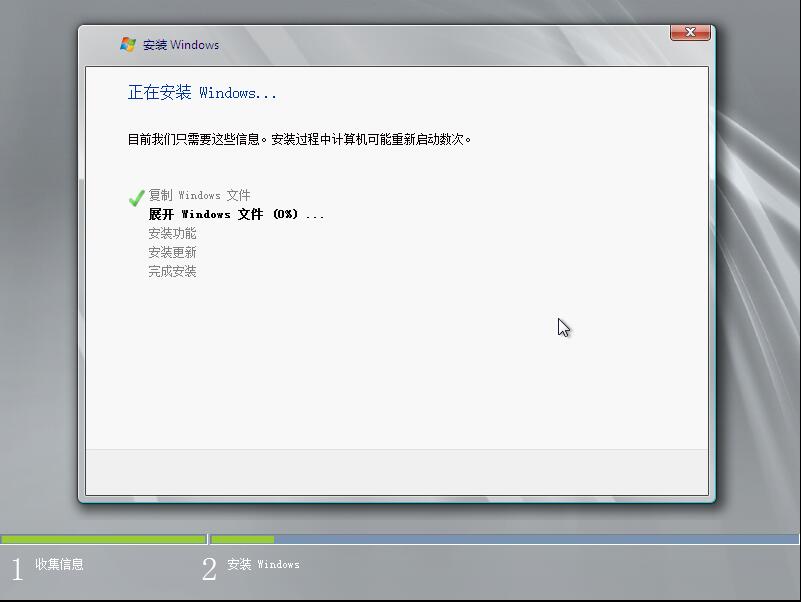 安装 Windows
正在安装 Windows...
目前我们只需要这些信息。安装过程中计算机可能重新启动数次。
复制 Windows 文件
展开 Windows 文件 (0%) ...
安装功能
安装更新
完成安装
1 收集信息
2 安装 Windows